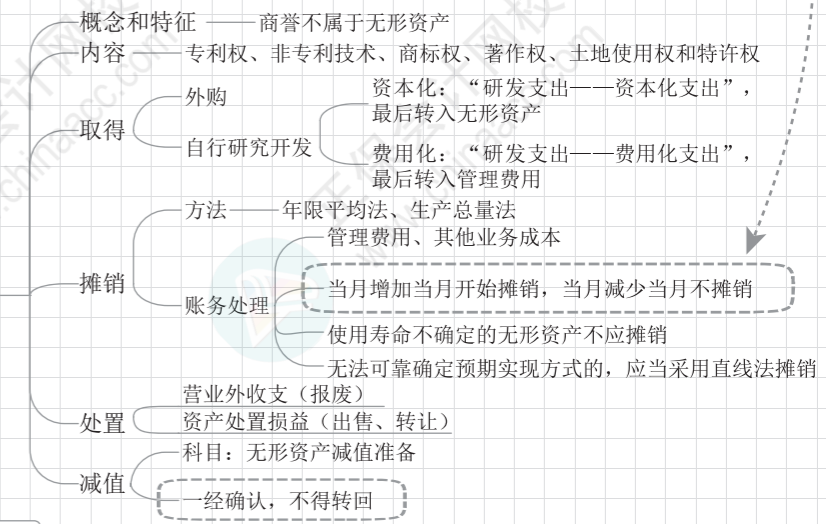 概念和特征
商誉不属于无形资产
内容
专利权、非专利技术、商标权、著作权、土地使用权和特许权
取得
外购
自行研究开发
资本化：“研发支出——资本化支出”，
最后转入无形资产
费用化：“研发支出——费用化支出”，
最后转入管理费用
摊销
方法
年限平均法、生产总量法
账务处理
管理费用、其他业务成本
当月增加当月开始摊销，当月减少当月不摊销
使用寿命不确定的无形资产不应摊销
无法可靠确定预期实现方式的，应当采用直线法摊销
处置
营业外收支（报废）
资产处置损益（出售、转让）
减值
科目：无形资产减值准备
一经确认，不得转回